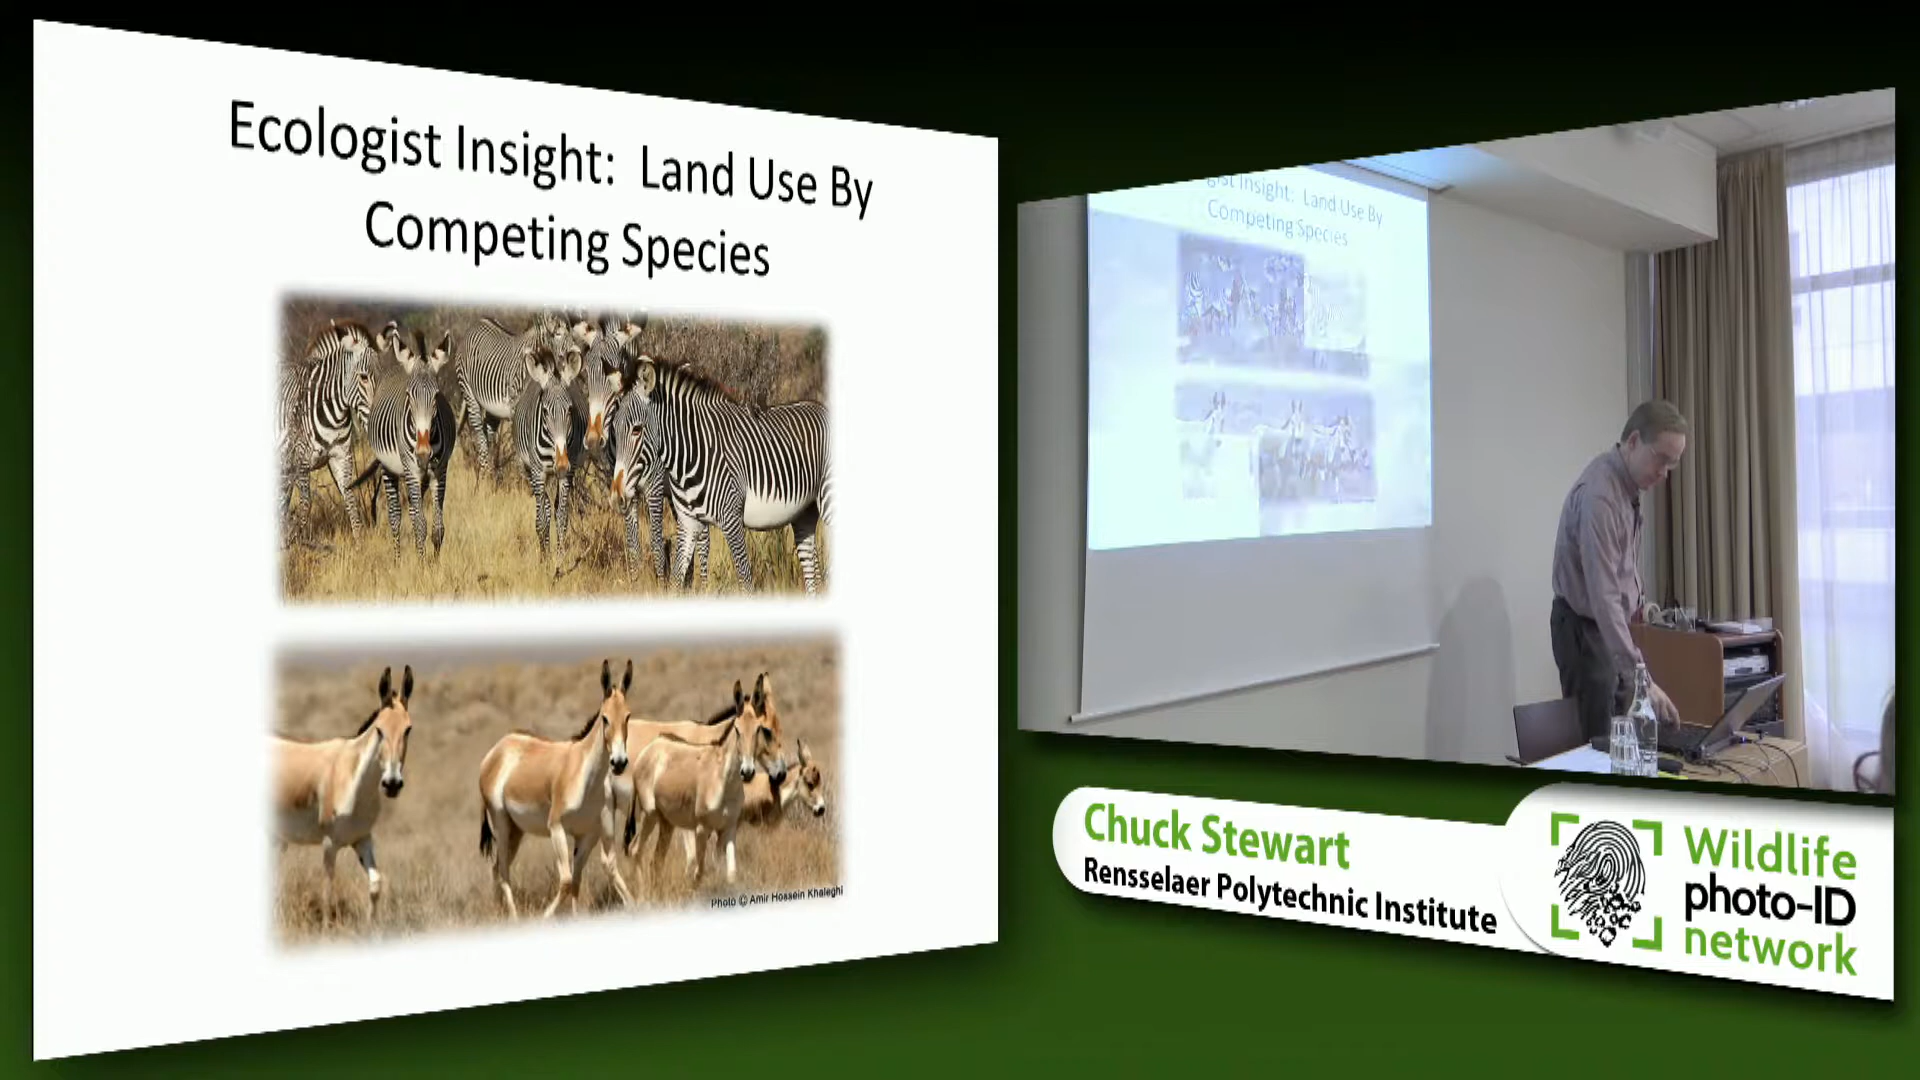 Ecologist Insight: Land Use By
Competing Species
Photo © Amir Hossein Khaleghi
gist Insight: Land Use By
Competing Species
Chuck Stewart
Rensselaer Polytechnic Institute
Wildlife
photo-ID
network